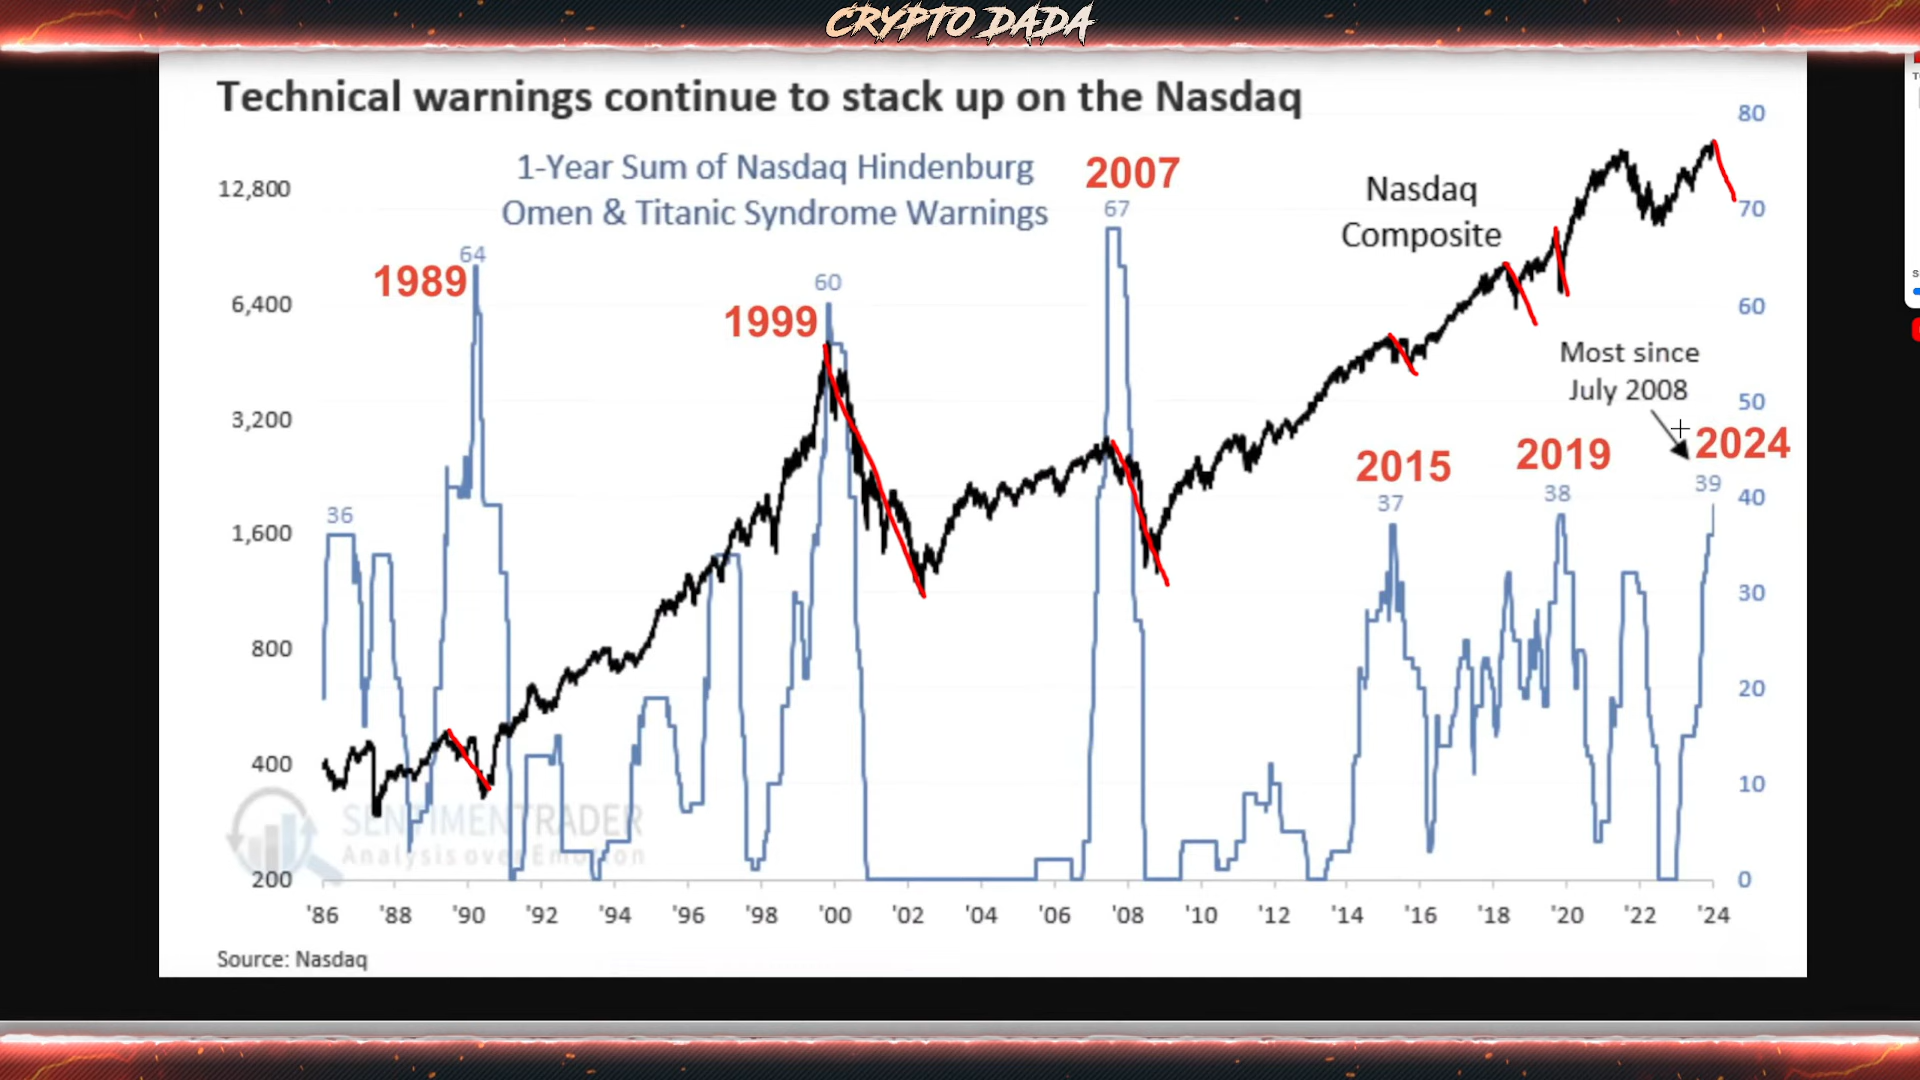 CRYPTO DADA
Technical warnings continue to stack up on the Nasdaq
1-Year Sum of Nasdaq Hindenburg
Omen & Titanic Syndrome Warnings
Nasdaq
Composite
Most since
July 2008
1989
1999
2007
2015
2019
2024
36
64
60
67
37
38
39
12,800
6,400
3,200
1,600
800
400
200
80
70
60
50
40
30
20
10
0
SENTIMENTRADER
Analysis over Emotion
'86 '88 '90 '92 '94 '96 '98 '00 '02 '04 '06 '08 '10 '12 '14 '16 '18 '20 '22 '24
Source: Nasdaq